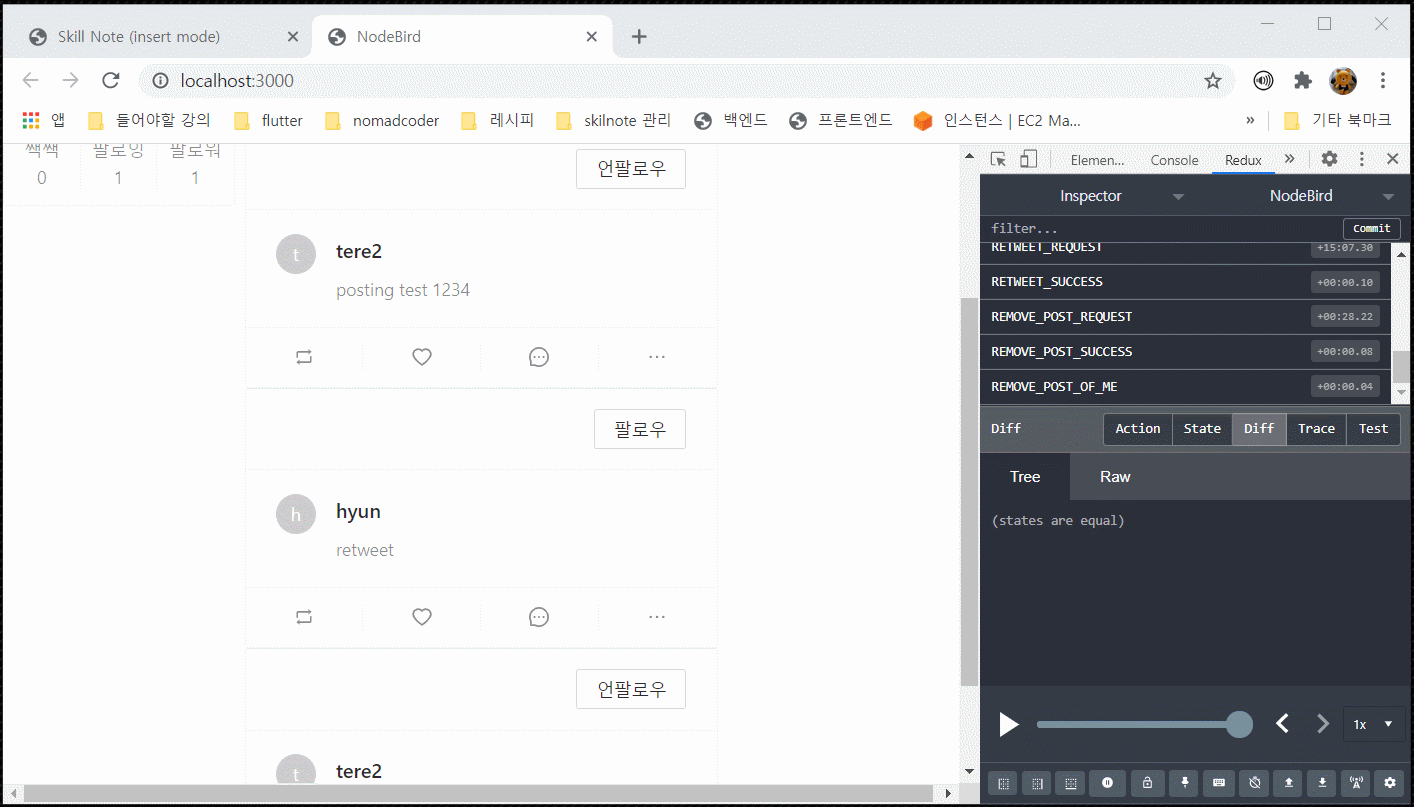 Skill Note (insert mode)
NodeBird
localhost:3000
앱
들어야할 강의
flutter
nomadcoder
레시피
skilnote 관리
백엔드
프론트엔드
인스턴스 | EC2 Ma...
»
기타 북마크
짹짹
팔로잉
팔로워
0
1
1
언팔로우
t
tere2
posting test 1234
팔로우
h
hyun
retweet
언팔로우
t
tere2
Elemen...
Console
Redux
»
Inspector
NodeBird
filter...
Commit
RETWEET_REQUEST
+15:07.30
RETWEET_SUCCESS
+00:00.10
REMOVE_POST_REQUEST
+00:28.22
REMOVE_POST_SUCCESS
+00:00.08
REMOVE_POST_OF_ME
+00:00.04
Diff
Action
State
Diff
Trace
Test
Tree
Raw
(states are equal)
1x